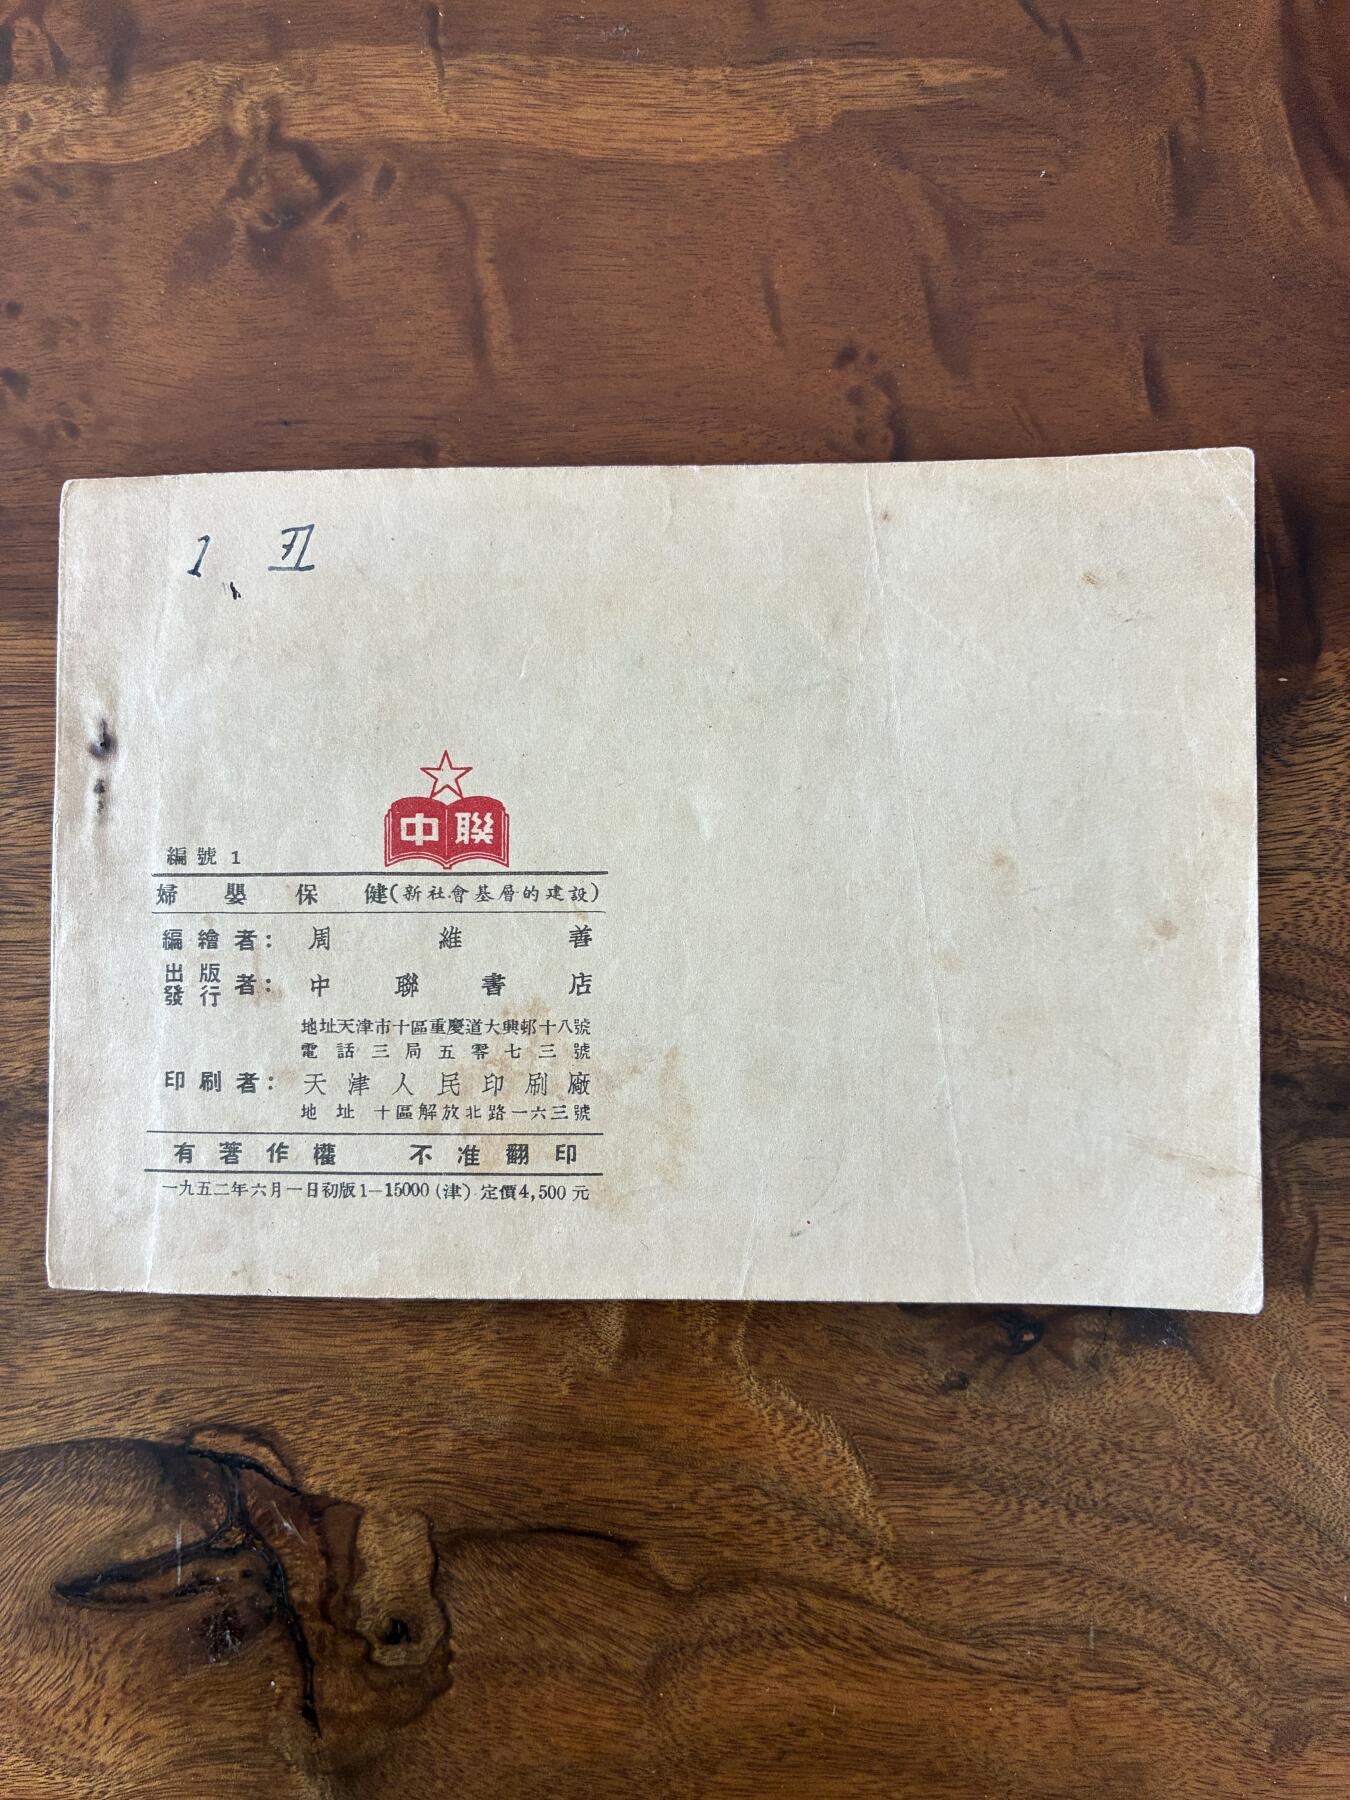 中聯
編號 1
婦嬰保健(新社會基層的建設)
編繪者: 周維善
出版發行者: 中聯書店
地址天津市十區重慶道大興邨十八號
電話三局五零七三號
印刷者: 天津人民印刷廠
地址 十區解放北路一六三號
有著作權 不准翻印
一九五二年六月一日初版1—15000(津) 定價4,500元